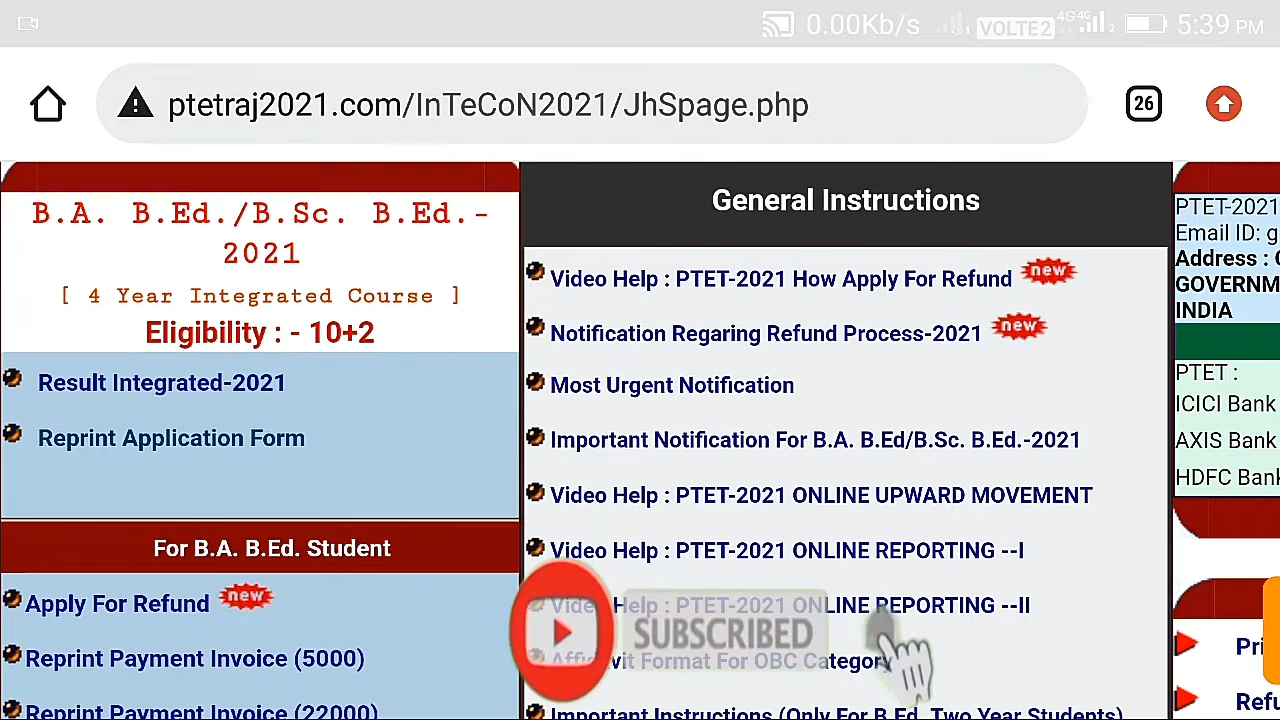 0.00Kb/s 1 VOLTE2 4G4G 2 5:39 PM
ptetraj2021.com/InTeCoN2021/JhSpage.php
26
B.A. B.Ed./B.Sc. B.Ed.-
2021
[ 4 Year Integrated Course ]
Eligibility : - 10+2
Result Integrated-2021
Reprint Application Form
For B.A. B.Ed. Student
Apply For Refund new
Reprint Payment Invoice (5000)
Reprint Payment Invoice (22000)
General Instructions
Video Help : PTET-2021 How Apply For Refund new
Notification Regaring Refund Process-2021 new
Most Urgent Notification
Important Notification For B.A. B.Ed/B.Sc. B.Ed.-2021
Video Help : PTET-2021 ONLINE UPWARD MOVEMENT
Video Help : PTET-2021 ONLINE REPORTING --I
Video Help : PTET-2021 ONLINE REPORTING --II
SUBSCRIBED
Affidavit Format For OBC Category
Important Instructions (Only For B.Ed. Two Year Students)
PTET-2021
Email ID: g
Address : G
GOVERNM
INDIA
PTET :
ICICI Bank
AXIS Bank
HDFC Bank
Pri
Refu